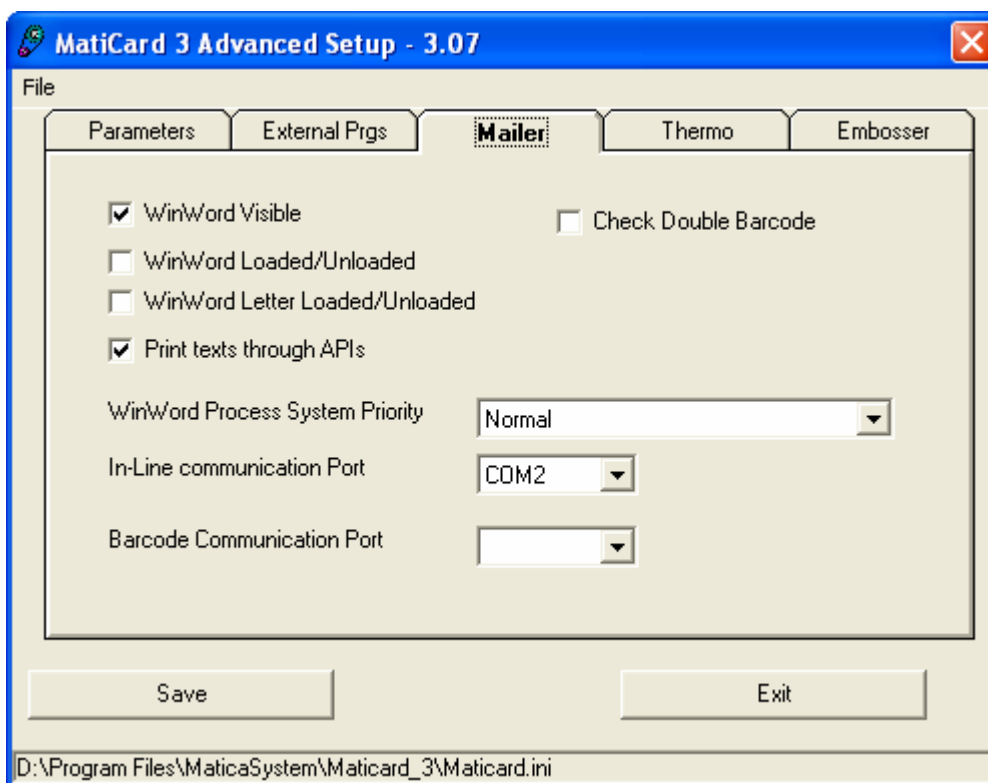 MatiCard 3 Advanced Setup - 3.07
File
Parameters External Prgs Mailer Thermo Embosser
WinWord Visible
Check Double Barcode
WinWord Loaded/Unloaded
WinWord Letter Loaded/Unloaded
Print texts through APIs
WinWord Process System Priority Normal
In-Line communication Port COM2
Barcode Communication Port
Save Exit
D:\Program Files\MaticaSystem\Maticard_3\Maticard.ini